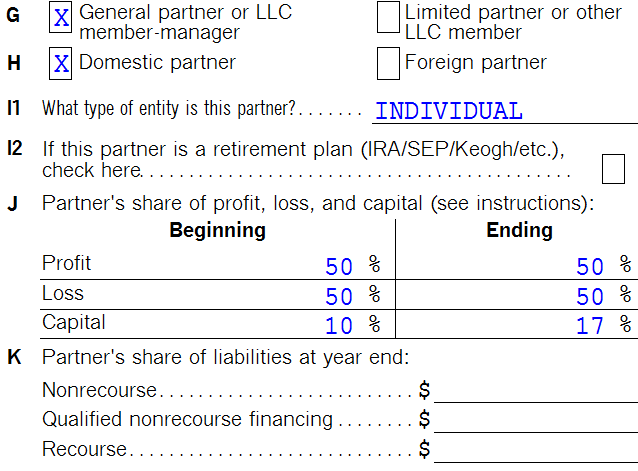 G X General partner or LLC member-manager Limited partner or other LLC member
H X Domestic partner Foreign partner
I1 What type of entity is this partner?....... INDIVIDUAL
I2 If this partner is a retirement plan (IRA/SEP/Keogh/etc.),
check here..........................................
J Partner's share of profit, loss, and capital (see instructions):
Beginning Ending
Profit 50 % 50 %
Loss 50 % 50 %
Capital 10 % 17 %
K Partner's share of liabilities at year end:
Nonrecourse.......................... $
Qualified nonrecourse financing ........ $
Recourse............................. $